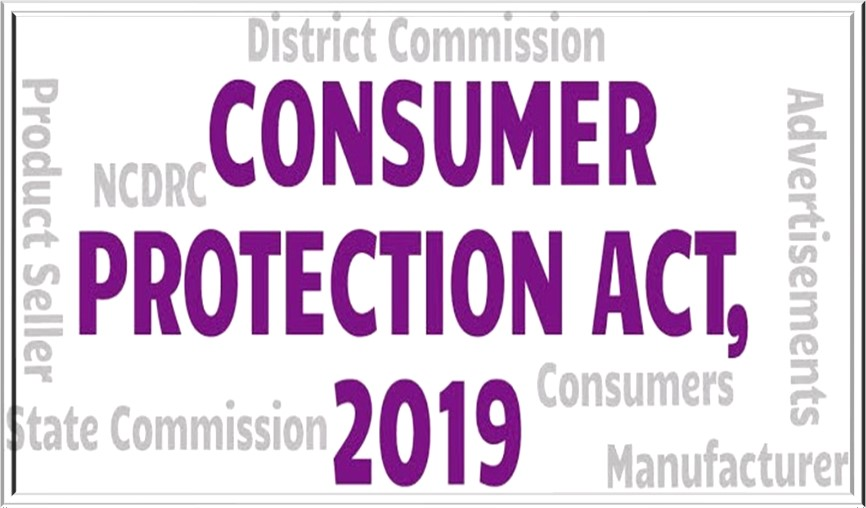 District Commission
CONSUMER
NCDRC
PROTECTION ACT,
2019
Product Seller
Advertisements
Consumers
State Commission
Manufacturer